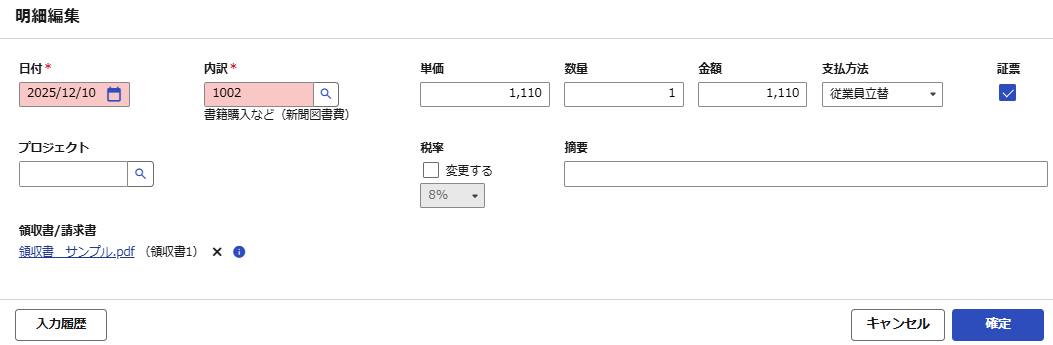 明細編集
日付* 内訳* 単価 数量 金額 支払方法 証票
2025/12/10 1002 1,110 1 1,110 従業員立替
書籍購入など（新聞図書費）
プロジェクト 税率 摘要
変更する
8%
領収書/請求書
領収書　サンプル.pdf （領収書1） ×
入力履歴 キャンセル 確定